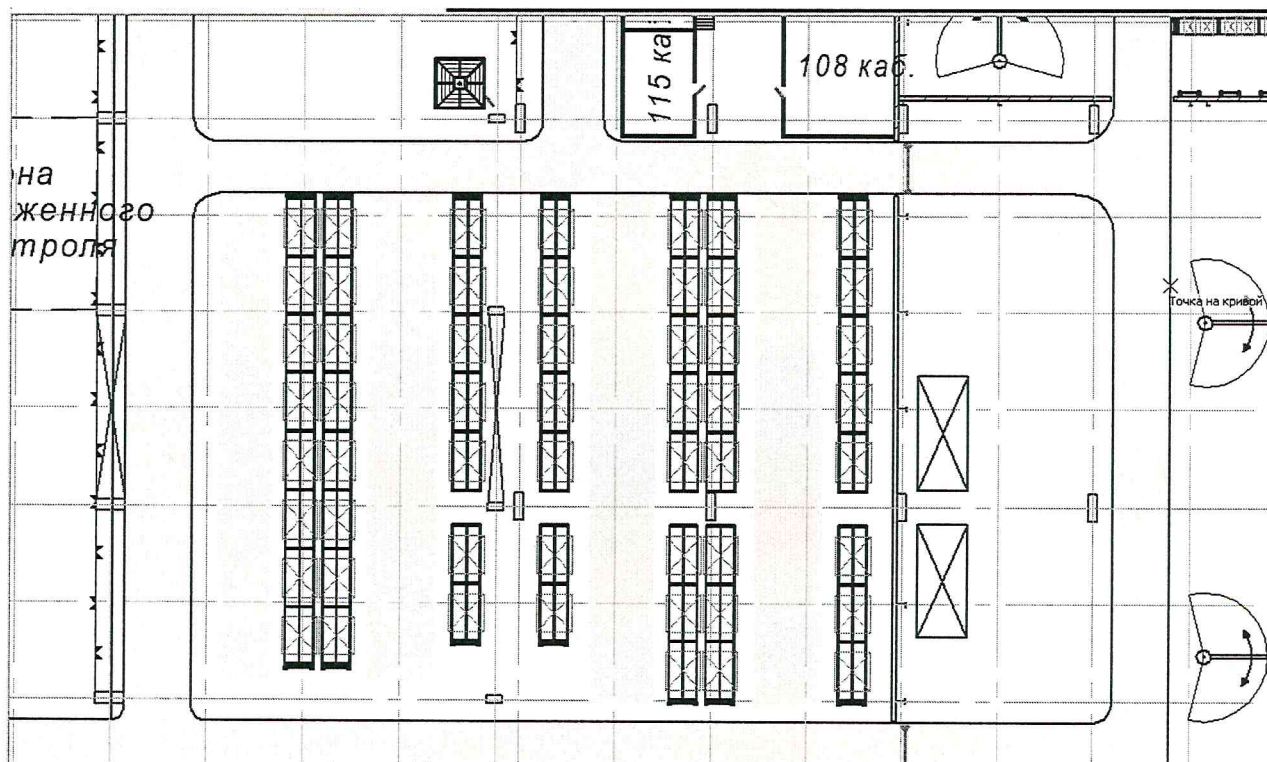 115 ка
108 каб.
на
женного
троля
Точка на кривой